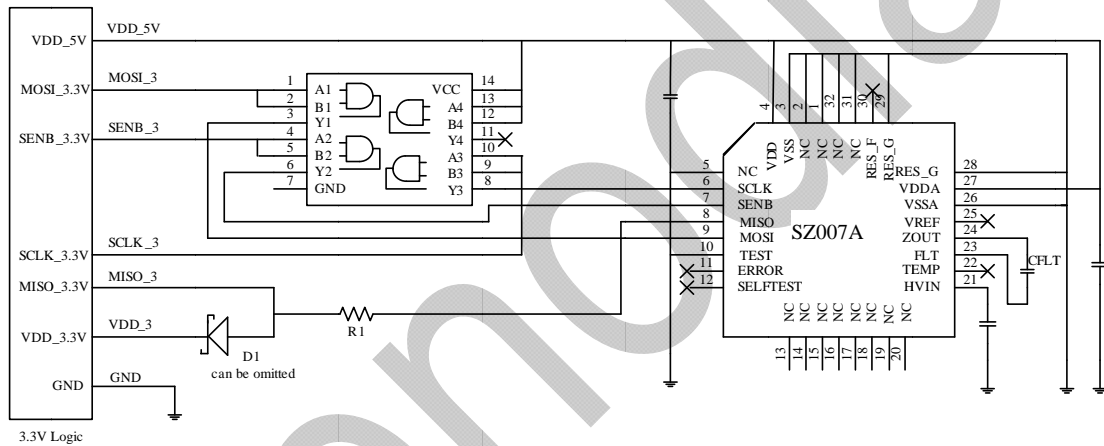 VDD_5V
VDD_5V
MOSI_3.3V
MOSI_3
SENB_3.3V
SENB_3
SCLK_3.3V
SCLK_3
MISO_3.3V
MISO_3
VDD_3.3V
VDD_3
GND
GND
3.3V Logic
D1
can be omitted
R1
1 A1 VCC 14
2 B1 A4 13
3 Y1 B4 12
4 A2 Y4 11
5 B2 A3 10
6 Y2 B3 9
7 GND Y3 8
4 3 2 1 32 31 30 29
VDD VSS NC NC NC NC RES_F RES_G
5 NC RES_G 28
6 SCLK VDDA 27
7 SENB VSSA 26
8 MISO VREF 25
9 MOSI ZOUT 24
10 TEST FLT 23
11 ERROR TEMP 22
12 SELFTEST HVIN 21
SZ007A
CFLT
NC NC NC NC NC NC NC NC
13 14 15 16 17 18 19 20